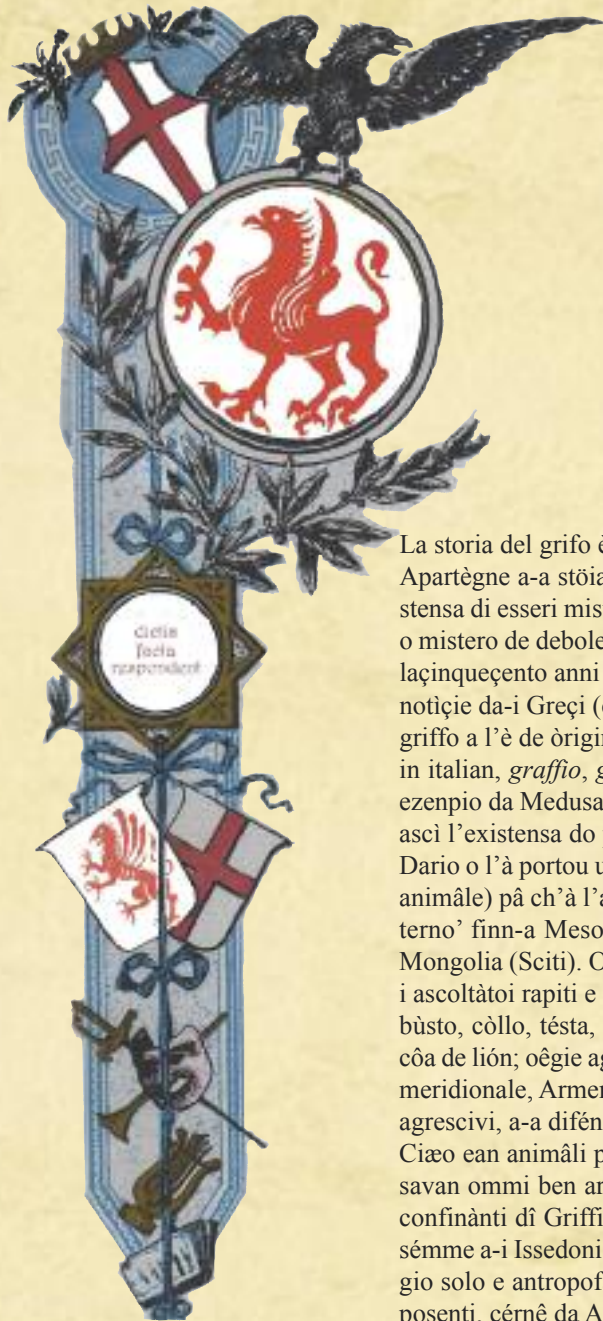 dictis
facta
respondent
La storia del grifo è
Apartègne a-a stöia
stensa di esseri mis
o mistero de debole
laçinqueçento anni
notìçie da-i Greçi (
griffo a l’è de òrigin
in italian, graffio, g
ezenpio da Medusa
ascì l’existensa do
Dario o l’à portou u
animâle) pâ ch’à l’a
terno’ finn-a Meso
Mongolia (Sciti). O
i ascoltàtoi rapiti e
bùsto, còllo, tésta,
côa de lión; oêgie ag
meridionale, Armen
agrescivi, a-a difén
Ciæo ean animâli p
savan ommi ben ar
confinànti dî Griffi
sémme a-i Issedoni
gio solo e antropof
posenti, cérnê da A